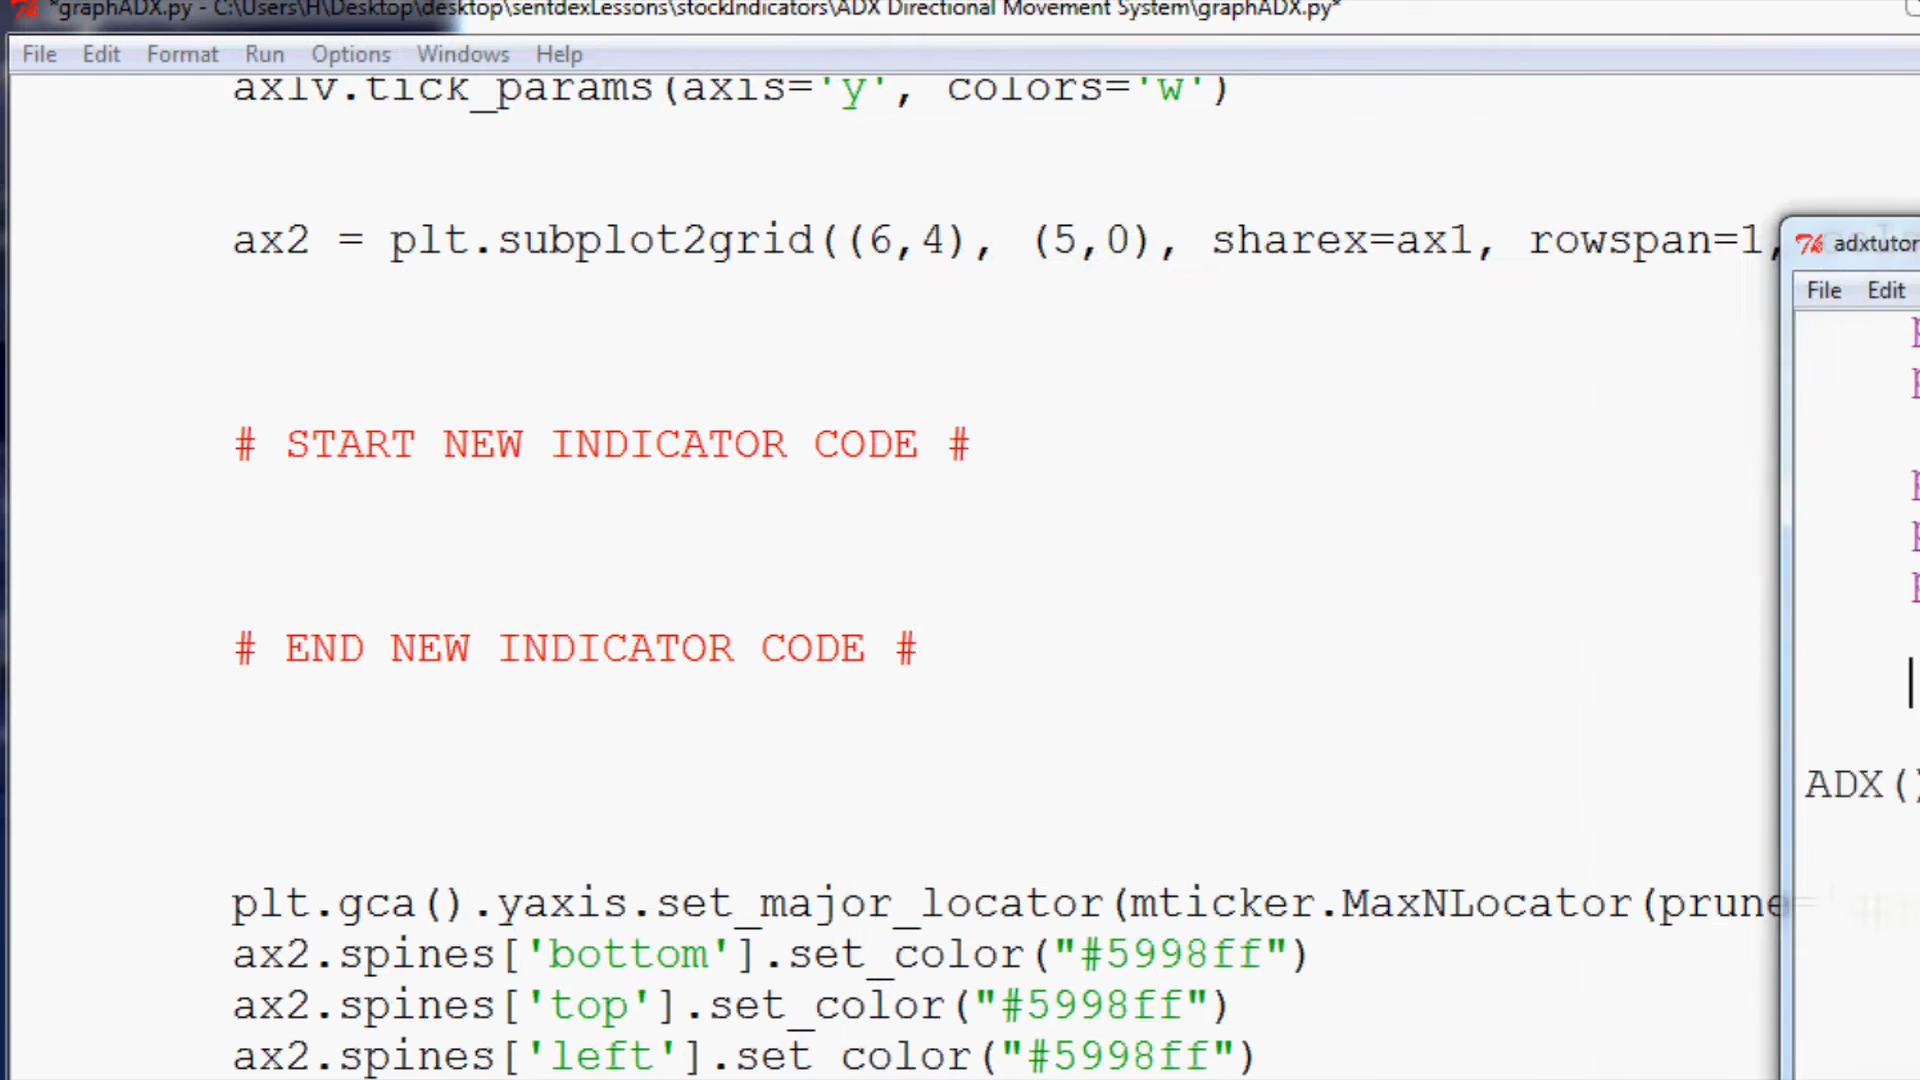 *graphADX.py - C:\Users\H\Desktop\desktop\sentdexLessons\stockIndicators\ADX Directional Movement System\graphADX.py*
File Edit Format Run Options Windows Help
ax1v.tick_params(axis='y', colors='w')
ax2 = plt.subplot2grid((6,4), (5,0), sharex=ax1, rowspan=1,
# START NEW INDICATOR CODE #
# END NEW INDICATOR CODE #
plt.gca().yaxis.set_major_locator(mticker.MaxNLocator(prune=
ax2.spines['bottom'].set_color("#5998ff")
ax2.spines['top'].set_color("#5998ff")
ax2.spines['left'].set_color("#5998ff")
adxtutor
File Edit
p
p
p
p
p
ADX()